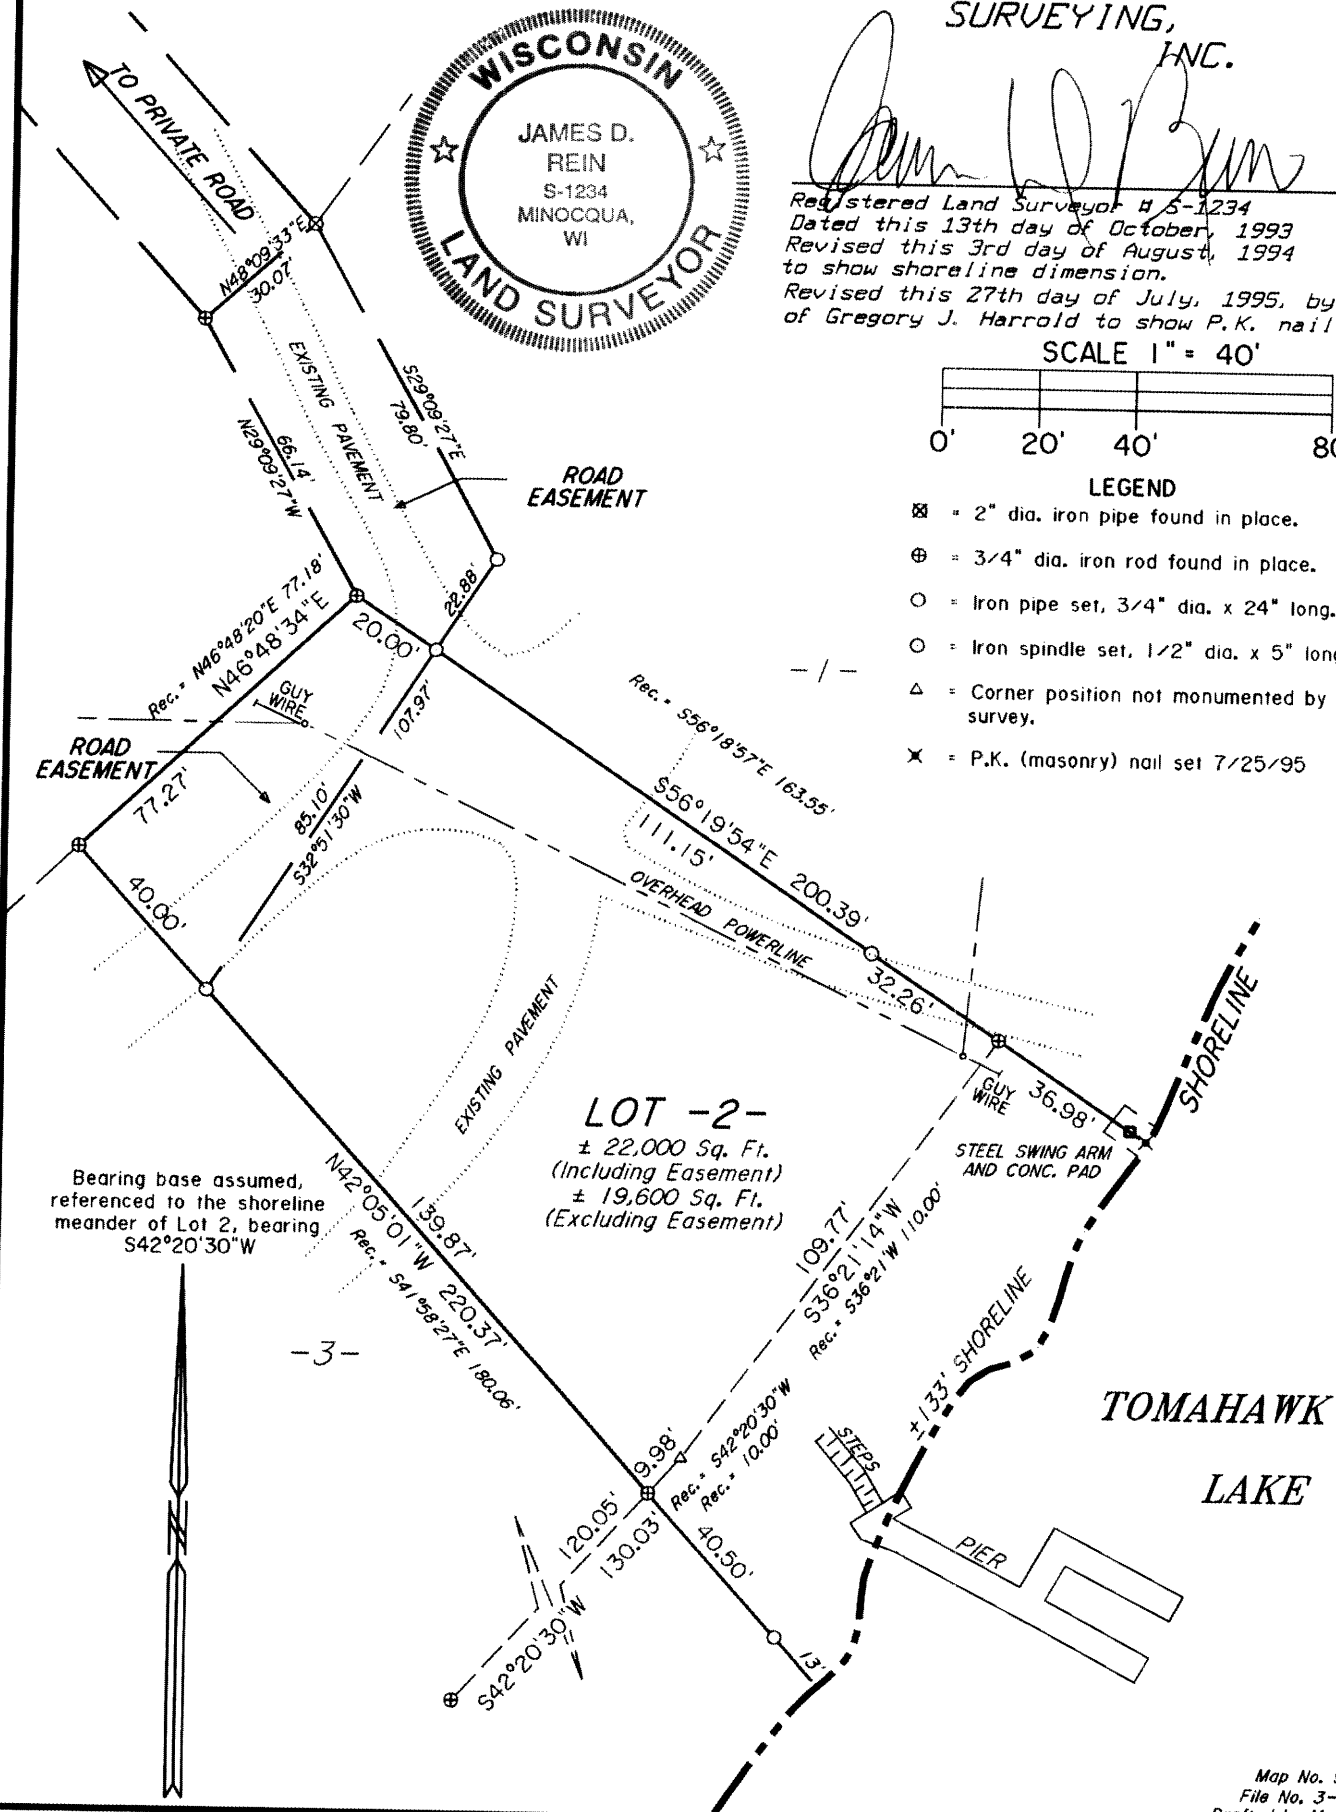 SURVEYING,
INC.
WISCONSIN
LAND SURVEYOR
JAMES D.
REIN
S-1234
MINOCQUA,
WI
Registered Land Surveyor # S-1234
Dated this 13th day of October, 1993
Revised this 3rd day of August, 1994
to show shoreline dimension.
Revised this 27th day of July, 1995, by
of Gregory J. Harrold to show P.K. nail
SCALE 1" = 40'
0' 20' 40' 80
LEGEND
= 2" dia. iron pipe found in place.
= 3/4" dia. iron rod found in place.
= Iron pipe set, 3/4" dia. x 24" long.
= Iron spindle set, 1/2" dia. x 5" long
= Corner position not monumented by
survey.
= P.K. (masonry) nail set 7/25/95
TO PRIVATE ROAD
N48°09'33"E
30.07'
EXISTING PAVEMENT
S29°09'27"E
79.80'
66.14'
N29°09'27"W
ROAD
EASEMENT
22.88'
Rec. = N46°48'20"E 77.18'
N46°48'34"E
20.00'
GUY
WIRE
107.97'
- 1 -
Rec. = S56°18'57"E 163.55'
ROAD
EASEMENT
77.27'
85.10'
S32°51'30"W
S56°19'54"E 200.39'
111.15'
40.00'
OVERHEAD POWERLINE
32.26'
EXISTING PAVEMENT
SHORELINE
GUY
WIRE
36.98'
STEEL SWING ARM
AND CONC. PAD
LOT -2-
± 22,000 Sq. Ft.
(Including Easement)
± 19,600 Sq. Ft.
(Excluding Easement)
Bearing base assumed,
referenced to the shoreline
meander of Lot 2, bearing
S42°20'30"W
139.87'
N42°05'01"W 220.37'
Rec. = S41°58'27"E 180.06'
109.77'
S36°21'14"W
Rec. = S36°21'W 110.00'
-3-
±133' SHORELINE
TOMAHAWK
LAKE
STEPS
PIER
9.98'
Rec. = S42°20'30"W
Rec. = 10.00'
120.05'
130.03'
40.50'
S42°20'30"W
13'
N
Map No.
File No. 3-